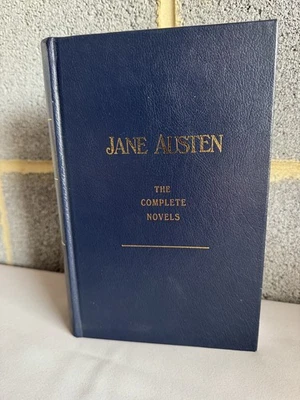 JANE AUSTEN
THE
COMPLETE
NOVELS